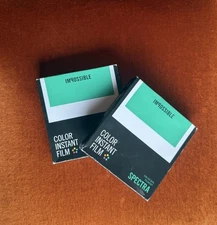 IMPOSSIBLE
COLOR
INSTANT
FILM
IMPOSSIBLE
COLOR
INSTANT
FILM
SPECTRA